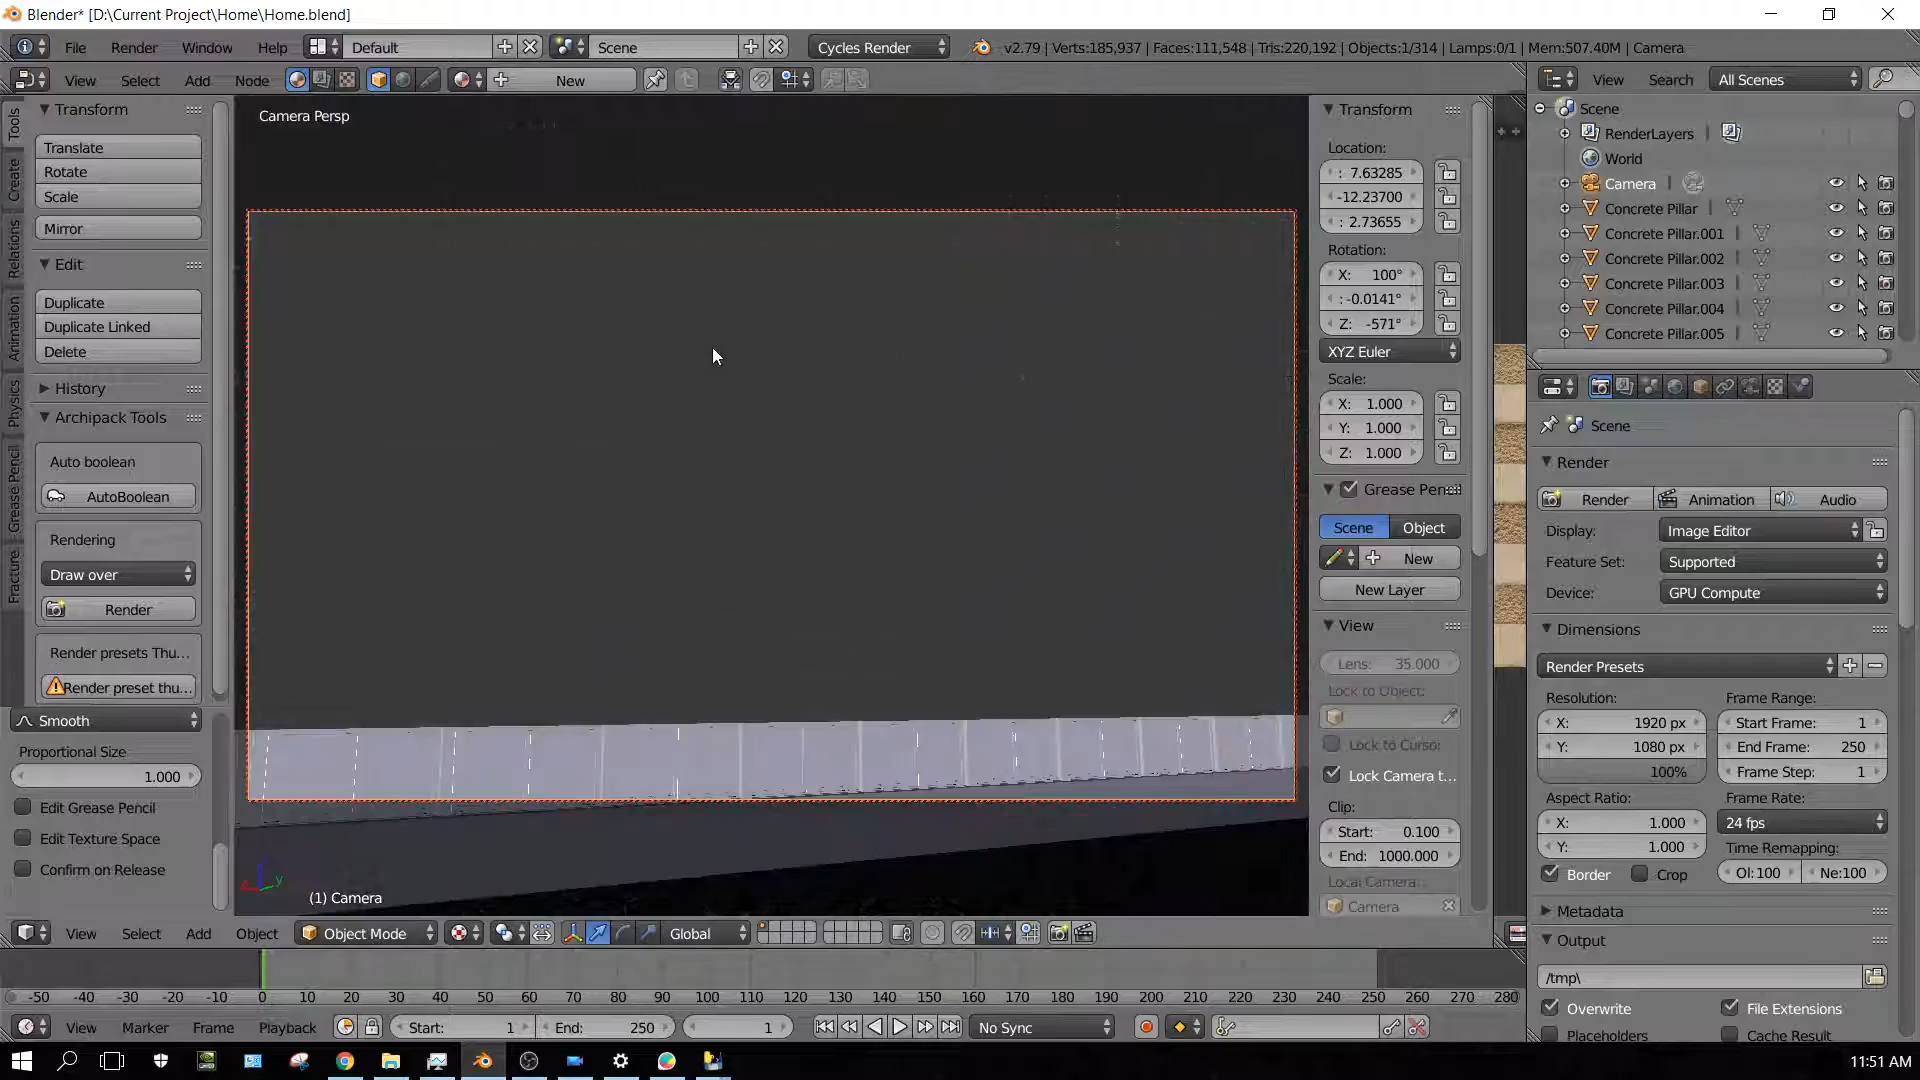 Blender* [D:\Current Project\Home\Home.blend]
File Render Window Help Default Scene Cycles Render v2.79 | Verts:185,937 | Faces:111,548 | Tris:220,192 | Objects:1/314 | Lamps:0/1 | Mem:507.40M | Camera
View Select Add Node New
View Search All Scenes
Tools
Create
Relations
Animation
Physics
Grease Pencil
Fracture
Transform
Translate
Rotate
Scale
Mirror
Edit
Duplicate
Duplicate Linked
Delete
History
Archipack Tools
Auto boolean
AutoBoolean
Rendering
Draw over
Render
Render presets Thu...
Render preset thu...
Smooth
Proportional Size
1.000
Edit Grease Pencil
Edit Texture Space
Confirm on Release
Camera Persp
y
(1) Camera
Transform
Location:
: 7.63285
-12.23700
: 2.73655
Rotation:
X: 100°
:-0.0141°
Z: -571°
XYZ Euler
Scale:
X: 1.000
Y: 1.000
Z: 1.000
Grease Pen
Scene Object
New
New Layer
View
Lens: 35.000
Lock to Object:
Lock to Curso:
Lock Camera t...
Clip:
Start: 0.100
End: 1000.000
Local Camera:
Camera
Scene
RenderLayers
World
Camera
Concrete Pillar
Concrete Pillar.001
Concrete Pillar.002
Concrete Pillar.003
Concrete Pillar.004
Concrete Pillar.005
Scene
Render
Render Animation Audio
Display: Image Editor
Feature Set: Supported
Device: GPU Compute
Dimensions
Render Presets
Resolution: Frame Range:
X: 1920 px Start Frame: 1
Y: 1080 px End Frame: 250
100% Frame Step: 1
Aspect Ratio: Frame Rate:
X: 1.000 24 fps
Y: 1.000 Time Remapping:
Border Crop Ol:100 Ne:100
Metadata
Output
/tmp\
Overwrite File Extensions
Placeholders Cache Result
View Select Add Object Object Mode Global
-50 -40 -30 -20 -10 0 10 20 30 40 50 60 70 80 90 100 110 120 130 140 150 160 170 180 190 200 210 220 230 240 250 260 270 280
View Marker Frame Playback Start: 1 End: 250 1 No Sync
11:51 AM